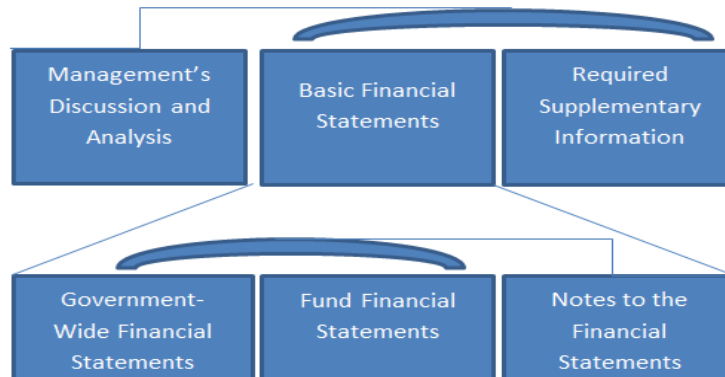 Management's
Discussion and
Analysis
Basic Financial
Statements
Required
Supplementary
Information
Government-
Wide Financial
Statements
Fund Financial
Statements
Notes to the
Financial
Statements